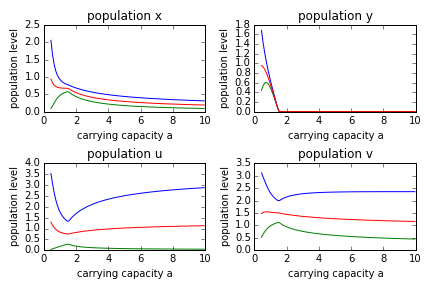 population x
population y
2.5
2.0
1.5
1.0
0.5
0.0
population level
0 2 4 6 8 10
carrying capacity a
1.8
1.6
1.4
1.2
1.0
0.8
0.6
0.4
0.2
0.0
population level
0 2 4 6 8 10
carrying capacity a
population u
population v
4.0
3.5
3.0
2.5
2.0
1.5
1.0
0.5
0.0
population level
0 2 4 6 8 10
carrying capacity a
3.5
3.0
2.5
2.0
1.5
1.0
0.5
0.0
population level
0 2 4 6 8 10
carrying capacity a